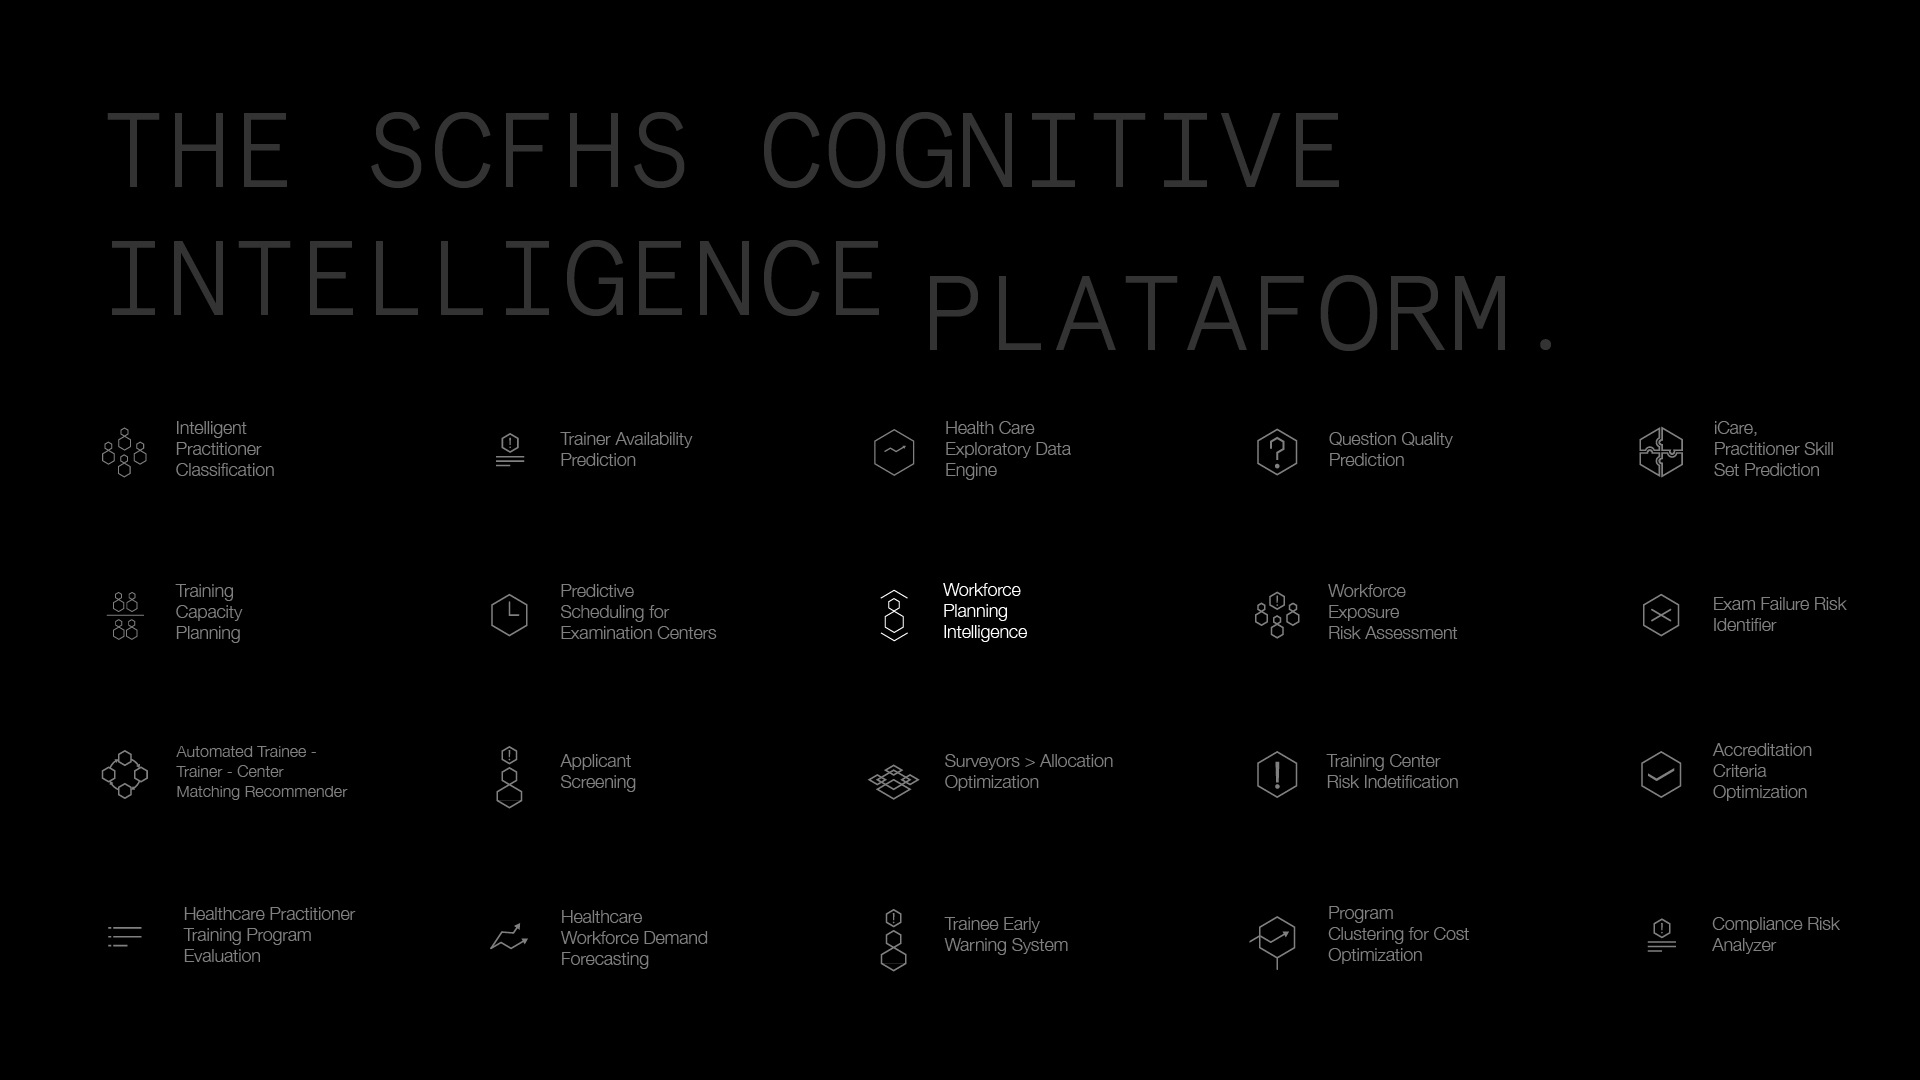 THE SCFHS COGNITIVE
INTELLIGENCE PLATAFORM.
Intelligent
Practitioner
Classification
Trainer Availability
Prediction
Health Care
Exploratory Data
Engine
Question Quality
Prediction
iCare,
Practitioner Skill
Set Prediction
Training
Capacity
Planning
Predictive
Scheduling for
Examination Centers
Workforce
Planning
Intelligence
Workforce
Exposure
Risk Assessment
Exam Failure Risk
Identifier
Automated Trainee -
Trainer - Center
Matching Recommender
Applicant
Screening
Surveyors > Allocation
Optimization
Training Center
Risk Indetification
Accreditation
Criteria
Optimization
Healthcare Practitioner
Training Program
Evaluation
Healthcare
Workforce Demand
Forecasting
Trainee Early
Warning System
Program
Clustering for Cost
Optimization
Compliance Risk
Analyzer